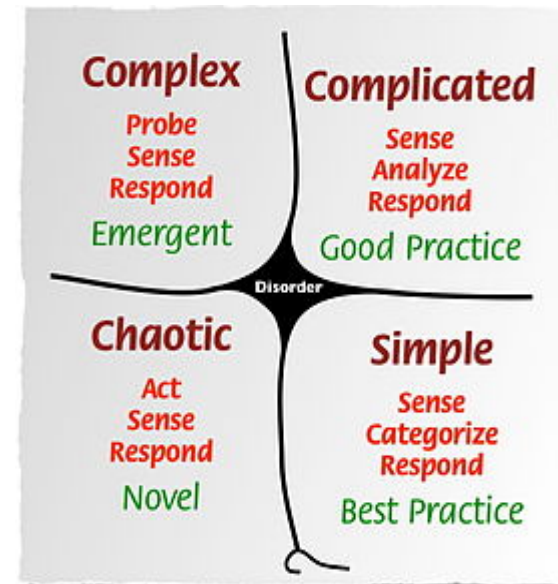 Complex
Probe
Sense
Respond
Emergent
Complicated
Sense
Analyze
Respond
Good Practice
Disorder
Chaotic
Act
Sense
Respond
Novel
Simple
Sense
Categorize
Respond
Best Practice